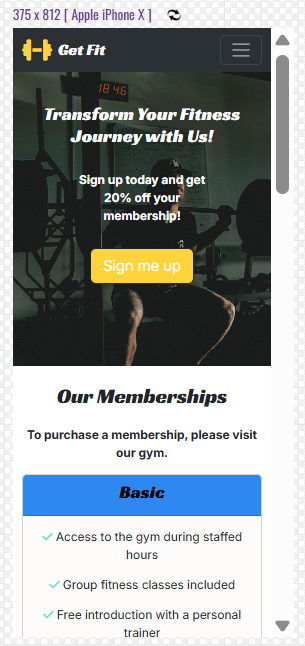 375 x 812 [ Apple iPhone X ]
Get Fit
18 46
Transform Your Fitness
Journey with Us!
Sign up today and get
20% off your
membership!
Sign me up
Our Memberships
To purchase a membership, please visit
our gym.
Basic
Access to the gym during staffed
hours
Group fitness classes included
Free introduction with a personal
trainer